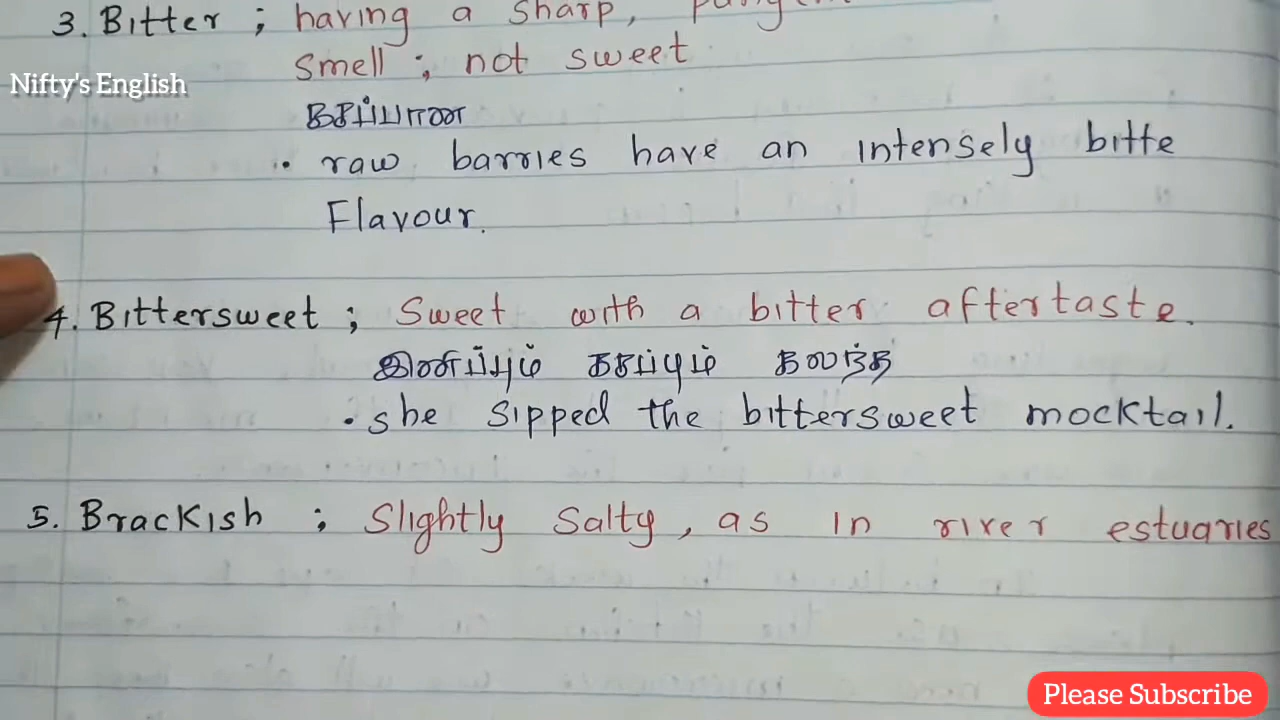 3. Bitter ; having a sharp,
smell ; not sweet
Nifty's English
கசப்பான
. raw barries have an intensely bitte
Flavour.
4. Bittersweet ; Sweet with a bitter aftertaste.
இனிப்பும் கசப்பும் கலந்த
. she sipped the bittersweet mocktail.
5. Brackish ; Slightly Salty, as in river estuaries
Please Subscribe